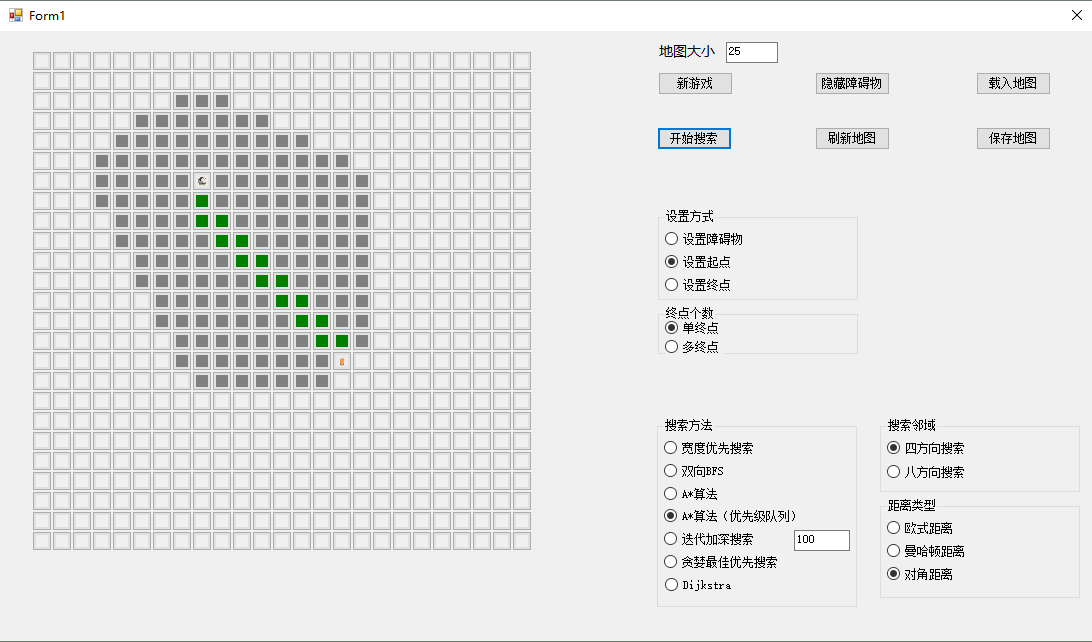 Form1
地图大小 25
新游戏 隐藏障碍物 载入地图
开始搜索 刷新地图 保存地图
设置方式
设置障碍物
设置起点
设置终点
终点个数
单终点
多终点
搜索方法
宽度优先搜索
双向BFS
A*算法
A*算法（优先级队列）
迭代加深搜索 100
贪婪最佳优先搜索
Dijkstra
搜索邻域
四方向搜索
八方向搜索
距离类型
欧式距离
曼哈顿距离
对角距离